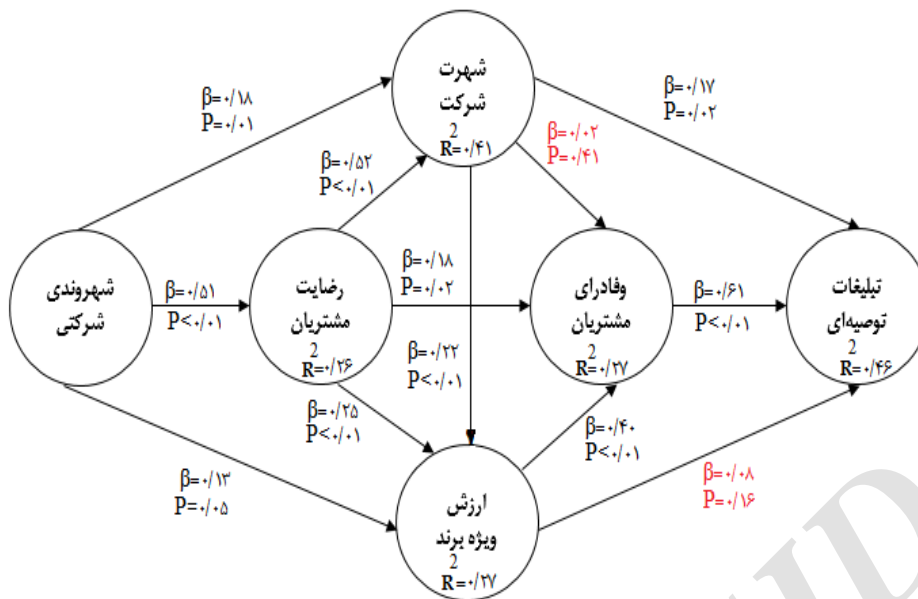 شهرت
شرکت
2
R=۰/۴۱
β=۰/۱۸
P=۰/۰۱
β=۰/۱۷
P=۰/۰۲
β=۰/۵۲
P<۰/۰۱
β=۰/۰۲
P=۰/۴۱
شهروندی
شرکتی
β=۰/۵۱
P<۰/۰۱
رضایت
مشتریان
2
R=۰/۲۶
β=۰/۱۸
P=۰/۰۲
وفادرای
مشتریان
2
R=۰/۲۷
β=۰/۶۱
P<۰/۰۱
تبلیغات
توصیه‌ای
2
R=۰/۴۶
β=۰/۲۲
P<۰/۰۱
β=۰/۲۵
P<۰/۰۱
β=۰/۴۰
P<۰/۰۱
β=۰/۱۳
P=۰/۰۵
β=۰/۰۸
P=۰/۱۶
ارزش
ویژه برند
2
R=۰/۲۷